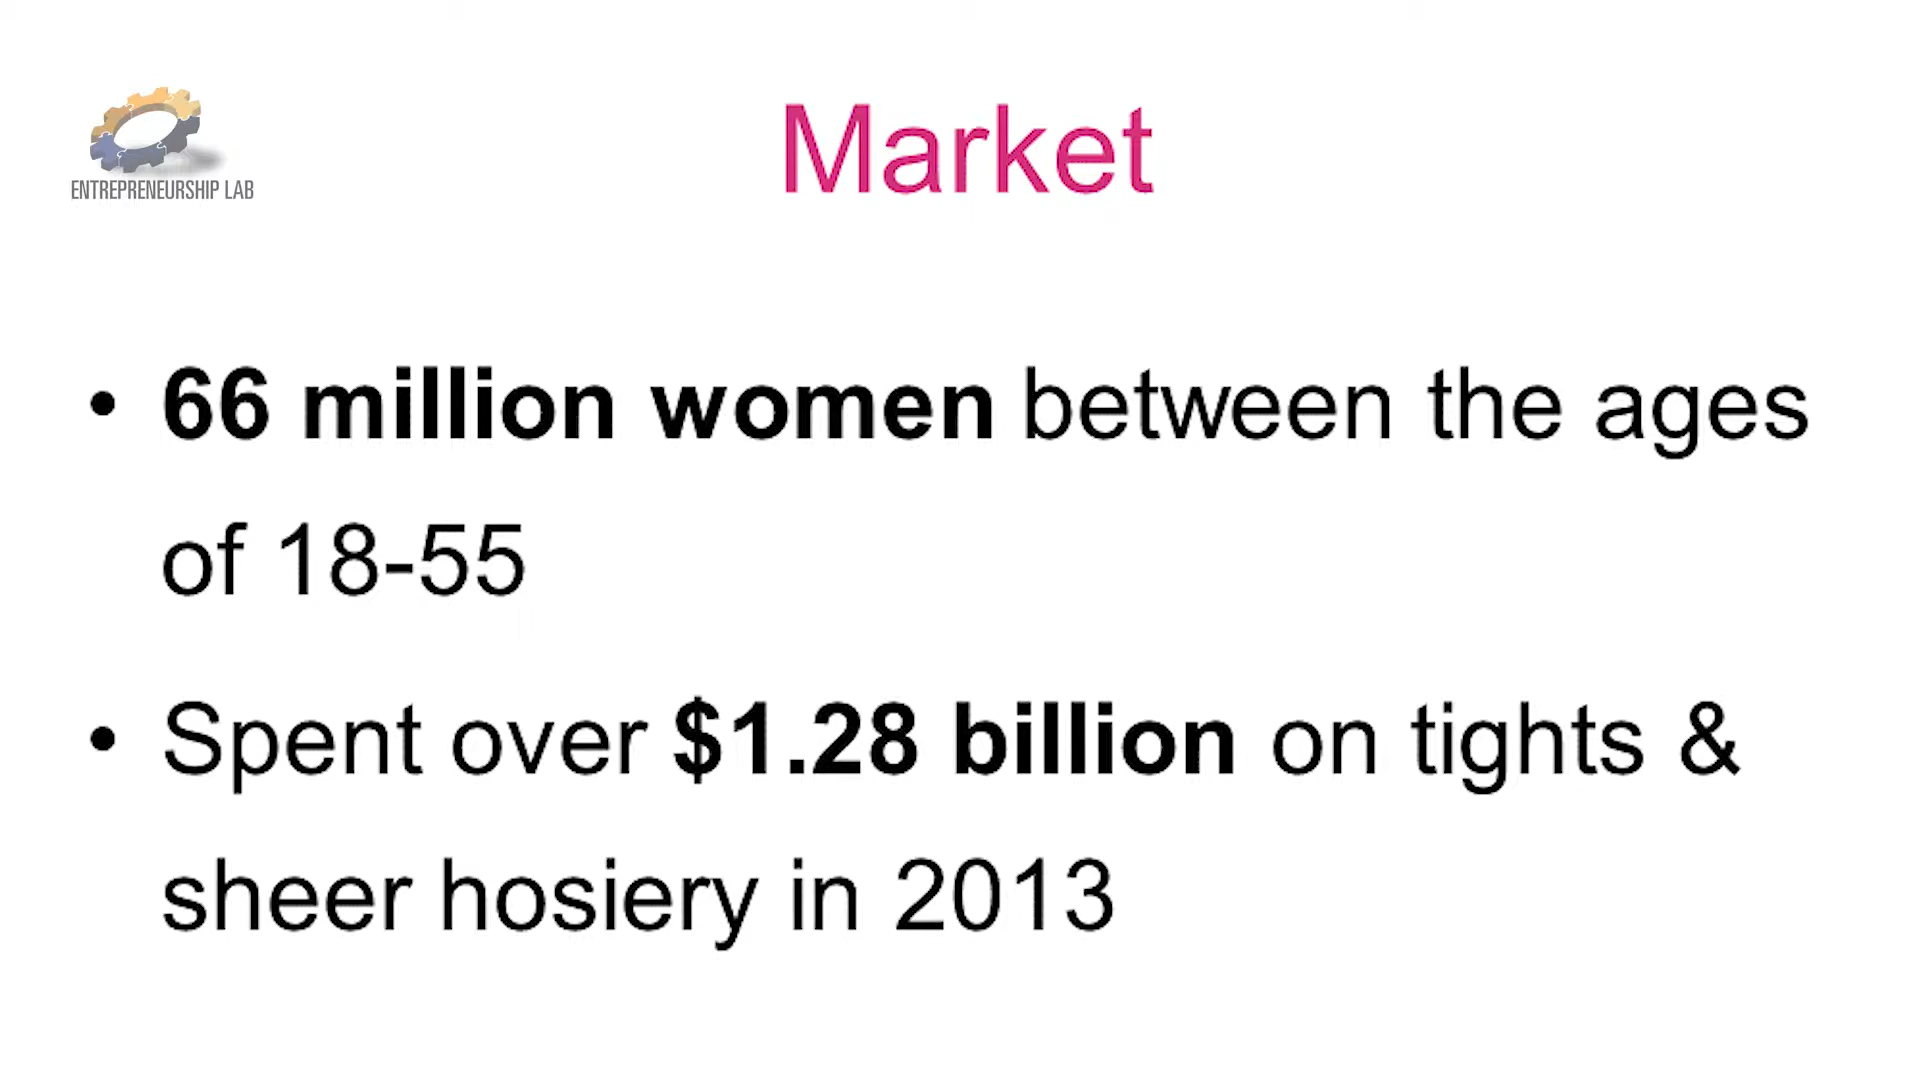 ENTREPRENEURSHIP LAB
Market
• 66 million women between the ages
of 18-55
• Spent over $1.28 billion on tights &
sheer hosiery in 2013